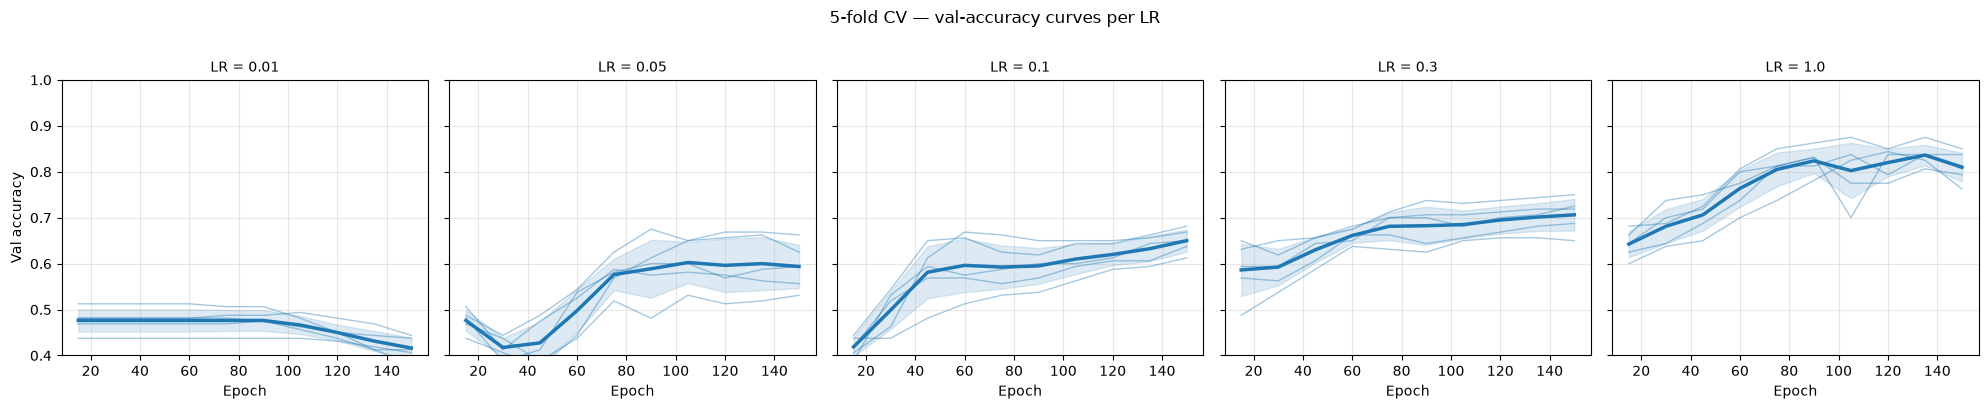 5-fold CV — val-accuracy curves per LR
LR = 0.01
LR = 0.05
LR = 0.1
LR = 0.3
LR = 1.0
Val accuracy
1.0
0.9
0.8
0.7
0.6
0.5
0.4
20 40 60 80 100 120 140
20 40 60 80 100 120 140
20 40 60 80 100 120 140
20 40 60 80 100 120 140
20 40 60 80 100 120 140
Epoch
Epoch
Epoch
Epoch
Epoch